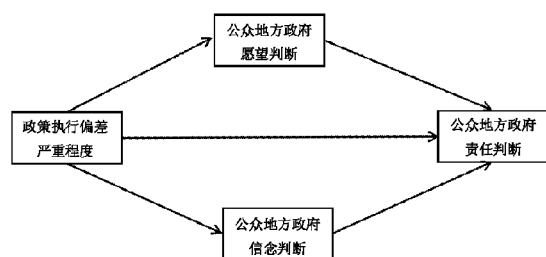 公众地方政府
愿望判断
政策执行偏差
严重程度
公众地方政府
责任判断
公众地方政府
信念判断